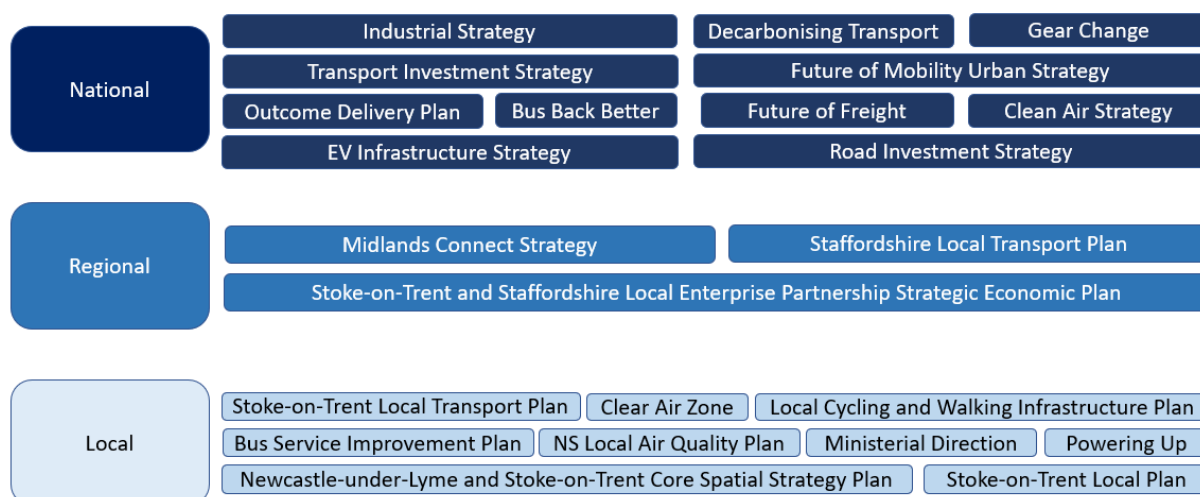 National
Industrial Strategy
Decarbonising Transport
Gear Change
Transport Investment Strategy
Future of Mobility Urban Strategy
Outcome Delivery Plan
Bus Back Better
Future of Freight
Clean Air Strategy
EV Infrastructure Strategy
Road Investment Strategy
Regional
Midlands Connect Strategy
Staffordshire Local Transport Plan
Stoke-on-Trent and Staffordshire Local Enterprise Partnership Strategic Economic Plan
Local
Stoke-on-Trent Local Transport Plan
Clear Air Zone
Local Cycling and Walking Infrastructure Plan
Bus Service Improvement Plan
NS Local Air Quality Plan
Ministerial Direction
Powering Up
Newcastle-under-Lyme and Stoke-on-Trent Core Spatial Strategy Plan
Stoke-on-Trent Local Plan